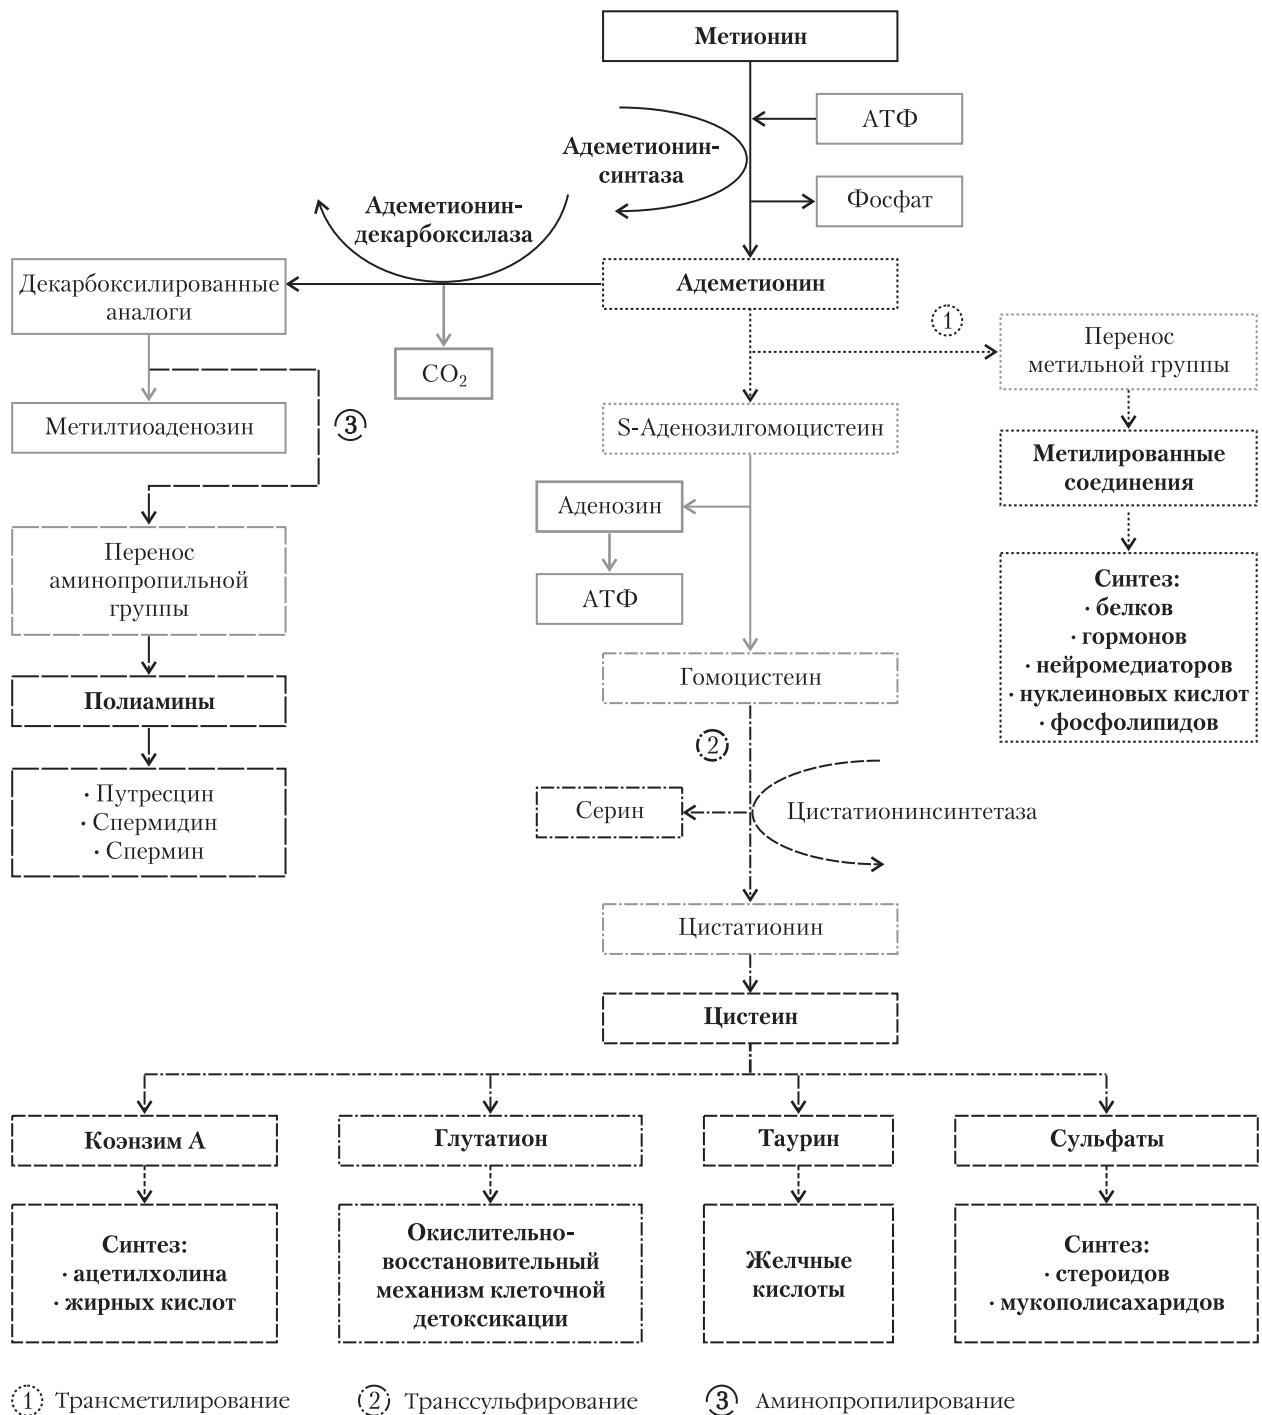 Метионин
АТФ
Адеметионин-
синтаза
Фосфат
Адеметионин-
декарбоксилаза
Декарбоксилированные
аналоги
Адеметионин
1
Перенос
метильной группы
CO₂
Метилтиоаденозин
3
S-Аденозилгомоцистеин
Метилированные
соединения
Аденозин
АТФ
Перенос
аминопропильной
группы
Синтез:
· белков
· гормонов
· нейромедиаторов
· нуклеиновых кислот
· фосфолипидов
Гомоцистеин
Полиамины
2
· Путресцин
· Спермидин
· Спермин
Серин
Цистатионинсинтетаза
Цистатионин
Цистеин
Коэнзим А
Глутатион
Таурин
Сульфаты
Синтез:
· ацетилхолина
· жирных кислот
Окислительно-
восстановительный
механизм клеточной
детоксикации
Желчные
кислоты
Синтез:
· стероидов
· мукополисахаридов
1 Трансметилирование
2 Транссульфирование
3 Аминопропилирование